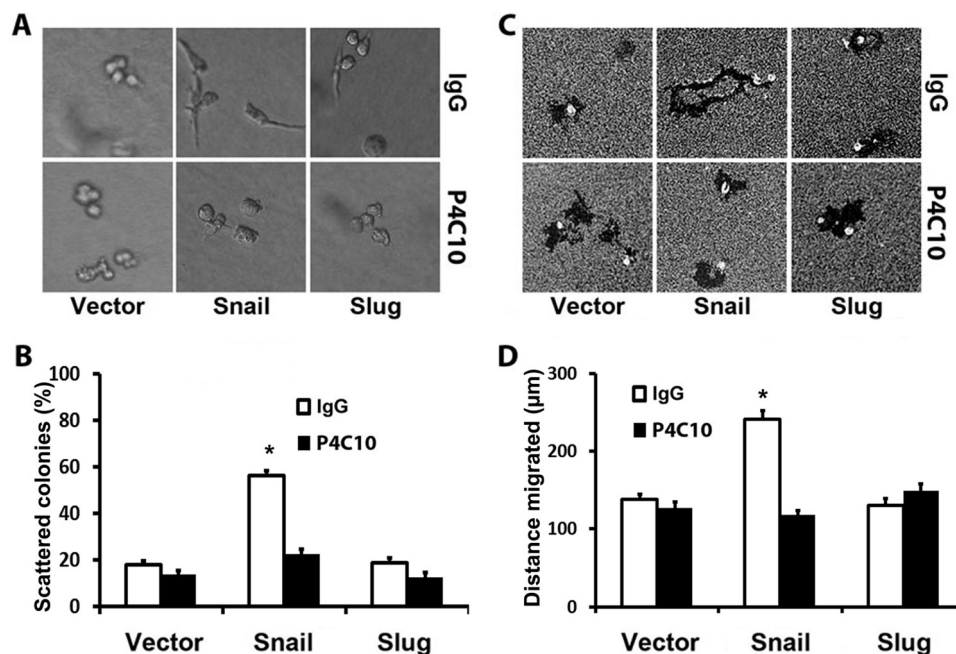 A
IgG
P4C10
Vector Snail Slug
C
IgG
P4C10
Vector Snail Slug
B
Scattered colonies (%)
100
80
60
40
20
0
*
IgG
P4C10
Vector Snail Slug
D
Distance migrated (µm)
300
200
100
0
*
IgG
P4C10
Vector Snail Slug